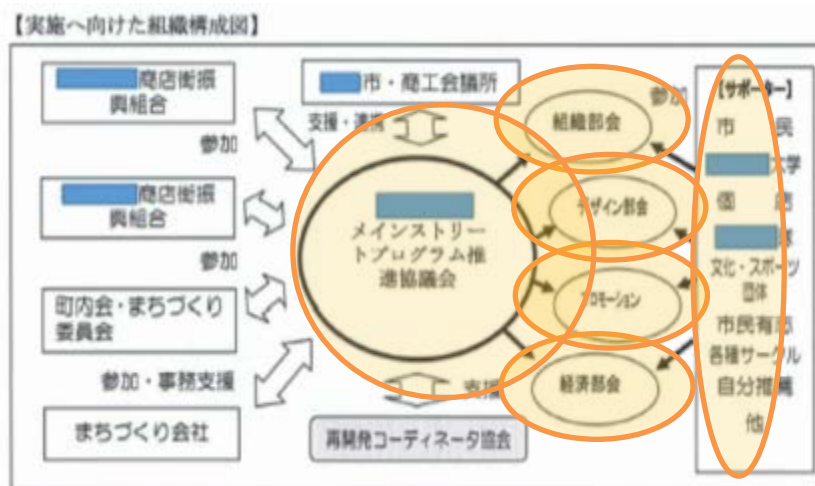 【実施へ向けた組織構成図】
商店街振
興組合
参加
商店街振
興組合
参加
町内会・まちづくり
委員会
参加・事務支援
まちづくり会社
市・商工会議所
支援・連携
メインストリー
トプログラム推
進協議会
支援
再開発コーディネータ協会
参加
組織部会
デザイン部会
プロモーション
経済部会
【サポーター】
市 民
大学
個 店
文化・スポーツ
団体
市民有志
各種サークル
自分推薦
他